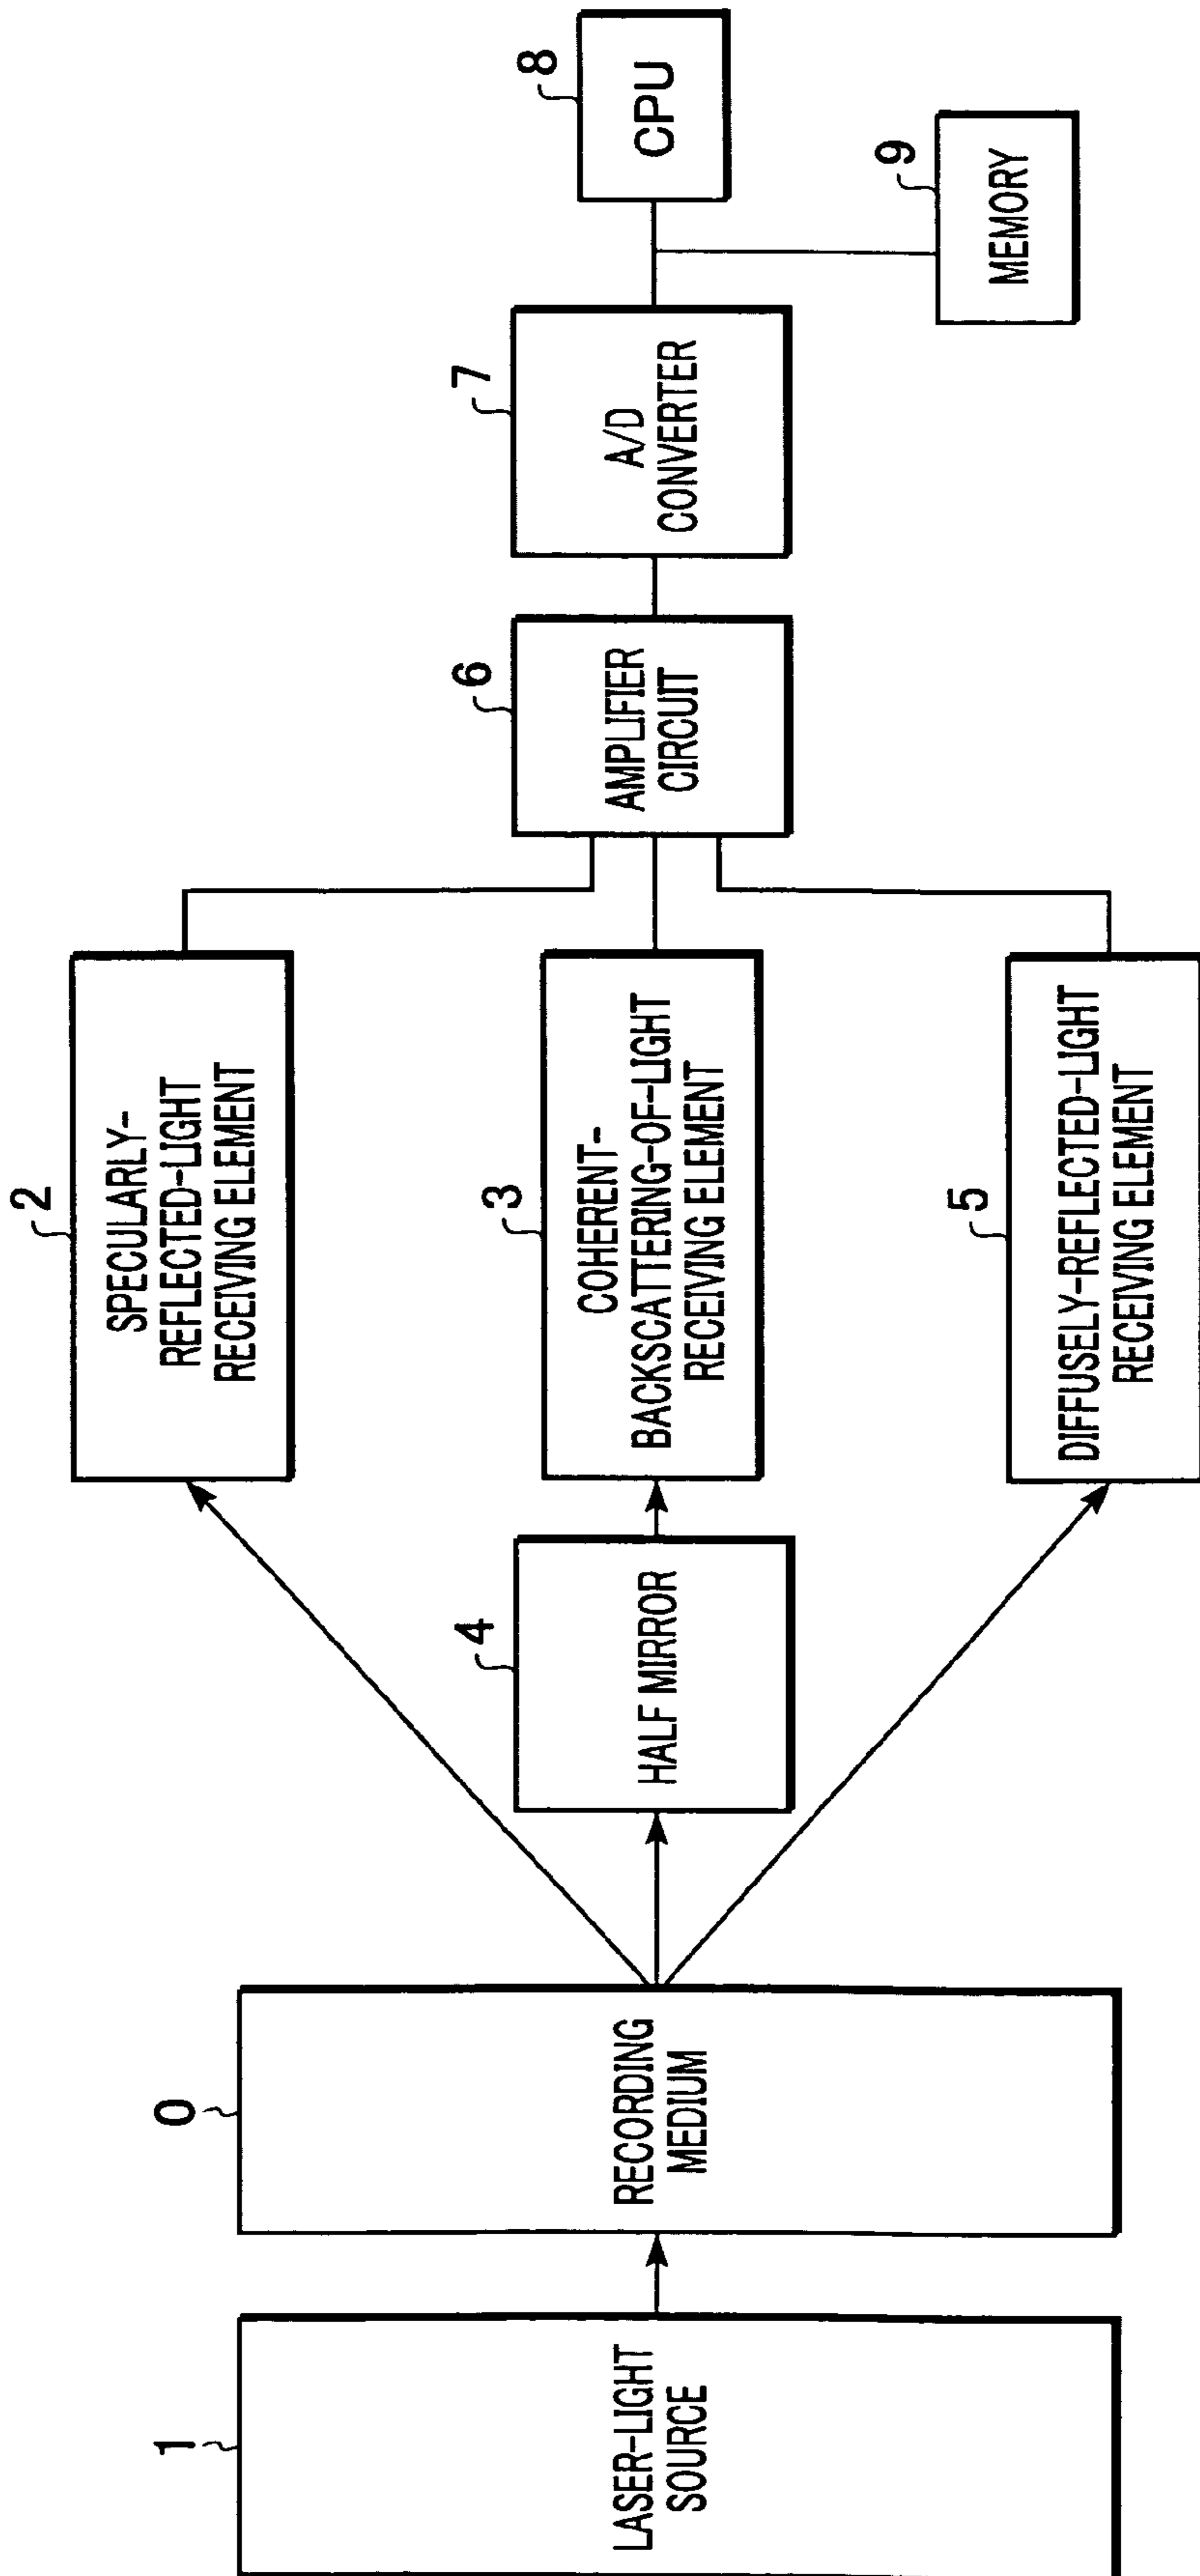 1
LASER-LIGHT
SOURCE
0
RECORDING
MEDIUM
4
HALF MIRROR
2
SPECULARLY-
REFLECTED-LIGHT
RECEIVING ELEMENT
3
COHERENT-
BACKSCATTERING-OF-LIGHT
RECEIVING ELEMENT
5
DIFFUSELY-REFLECTED-LIGHT
RECEIVING ELEMENT
6
AMPLIFIER
CIRCUIT
7
A/D
CONVERTER
8
CPU
9
MEMORY